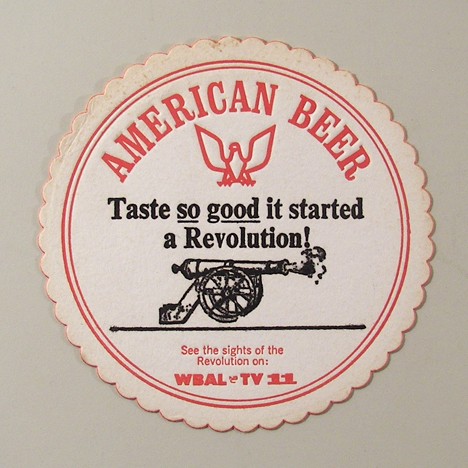 AMERICAN BEER
Taste so good it started
a Revolution!
See the sights of the
Revolution on:
WBAL TV 11